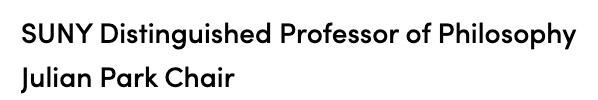 SUNY Distinguished Professor of Philosophy
Julian Park Chair